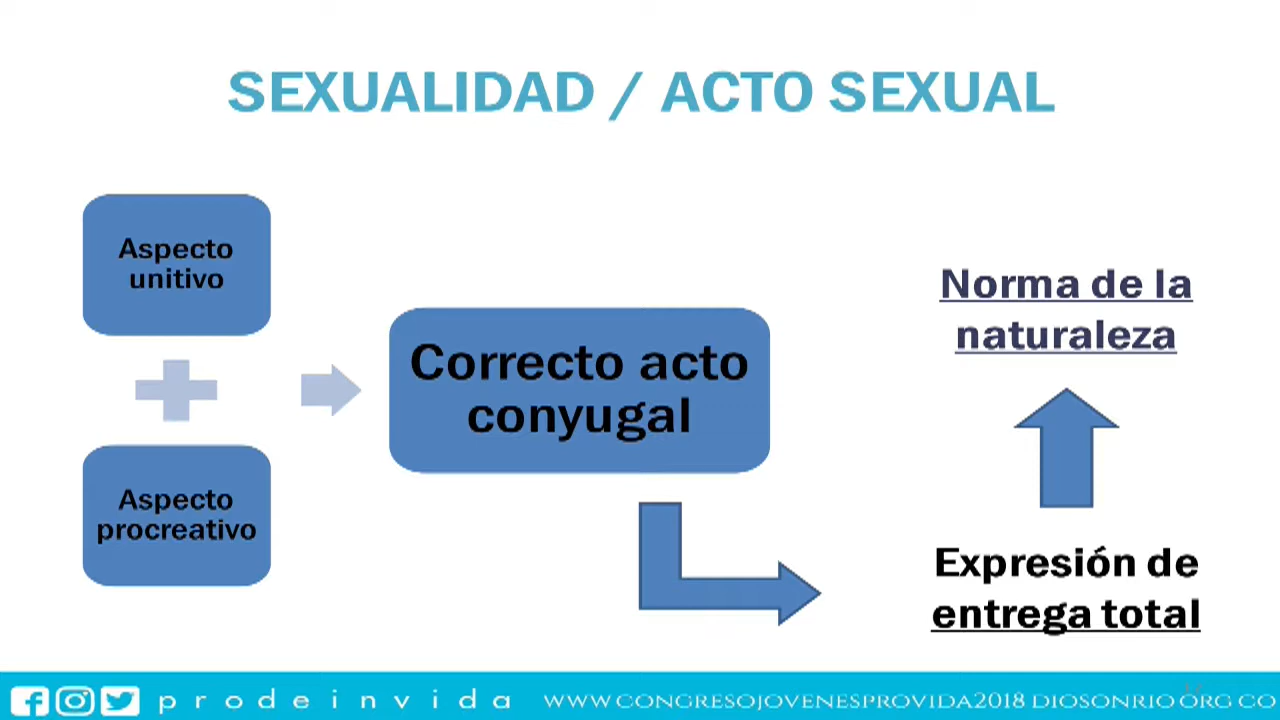 SEXUALIDAD / ACTO SEXUAL
Aspecto
unitivo
Aspecto
procreativo
Correcto acto
conyugal
Norma de la
naturaleza
Expresión de
entrega total
prodeinvida
WWW CONGRESOJOVENESPROVIDA2018 DIOSONRIO ORG CO